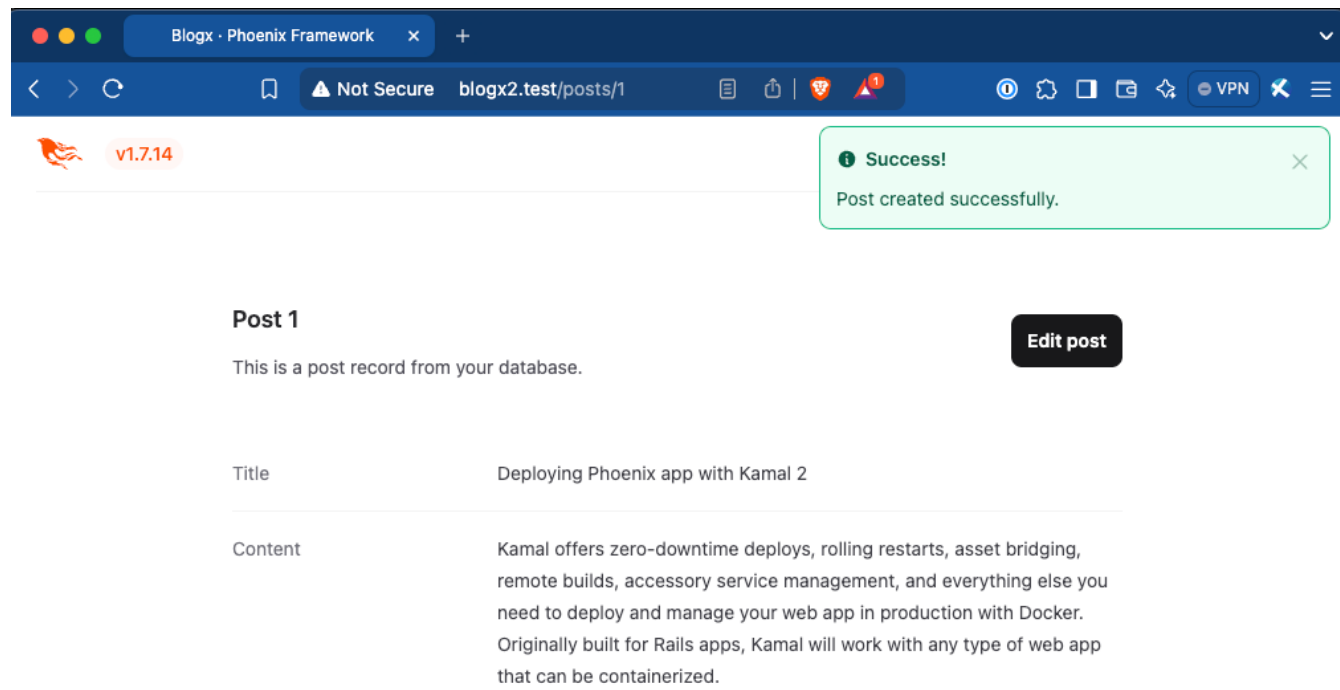 Blogx · Phoenix Framework
Not Secure blogx2.test/posts/1
1
VPN
v1.7.14
Success!
Post created successfully.
Post 1
Edit post
This is a post record from your database.
Title
Deploying Phoenix app with Kamal 2
Content
Kamal offers zero-downtime deploys, rolling restarts, asset bridging,
remote builds, accessory service management, and everything else you
need to deploy and manage your web app in production with Docker.
Originally built for Rails apps, Kamal will work with any type of web app
that can be containerized.